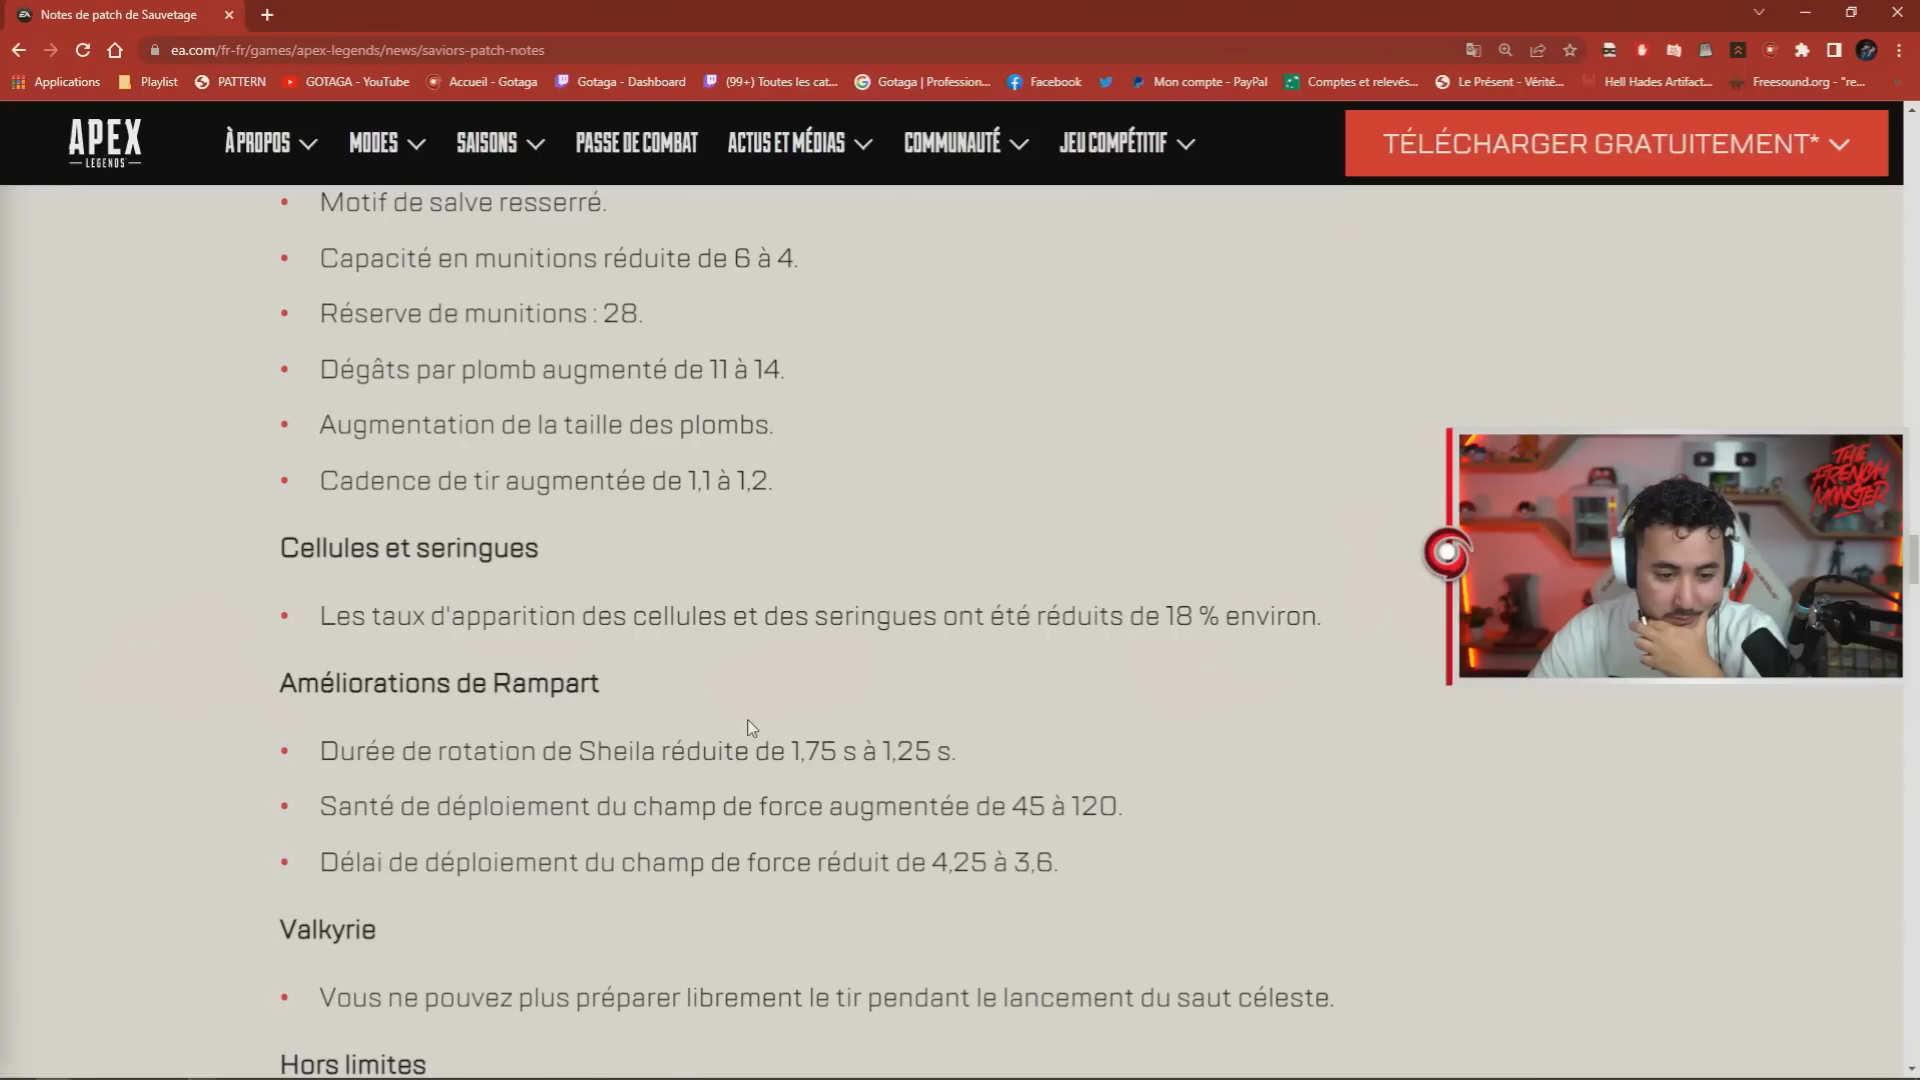 Notes de patch de Sauvetage
ea.com/fr-fr/games/apex-legends/news/saviors-patch-notes
Applications
Playlist
PATTERN
GOTAGA - YouTube
Accueil - Gotaga
Gotaga - Dashboard
(99+) Toutes les cat...
Gotaga | Profession...
Facebook
Mon compte - PayPal
Comptes et relevés...
Le Présent - Vérité...
Hell Hades Artifact...
Freesound.org - "re...
APEX
LEGENDS
À PROPOS
MODES
SAISONS
PASSE DE COMBAT
ACTUS ET MÉDIAS
COMMUNAUTÉ
JEU COMPÉTITIF
TÉLÉCHARGER GRATUITEMENT*
• Motif de salve resserré.
• Capacité en munitions réduite de 6 à 4.
• Réserve de munitions : 28.
• Dégâts par plomb augmenté de 11 à 14.
• Augmentation de la taille des plombs.
• Cadence de tir augmentée de 1,1 à 1,2.
Cellules et seringues
• Les taux d'apparition des cellules et des seringues ont été réduits de 18 % environ.
Améliorations de Rampart
• Durée de rotation de Sheila réduite de 1,75 s à 1,25 s.
• Santé de déploiement du champ de force augmentée de 45 à 120.
• Délai de déploiement du champ de force réduit de 4,25 à 3,6.
Valkyrie
• Vous ne pouvez plus préparer librement le tir pendant le lancement du saut céleste.
Hors limites
THE
FRENCH
MONSTER